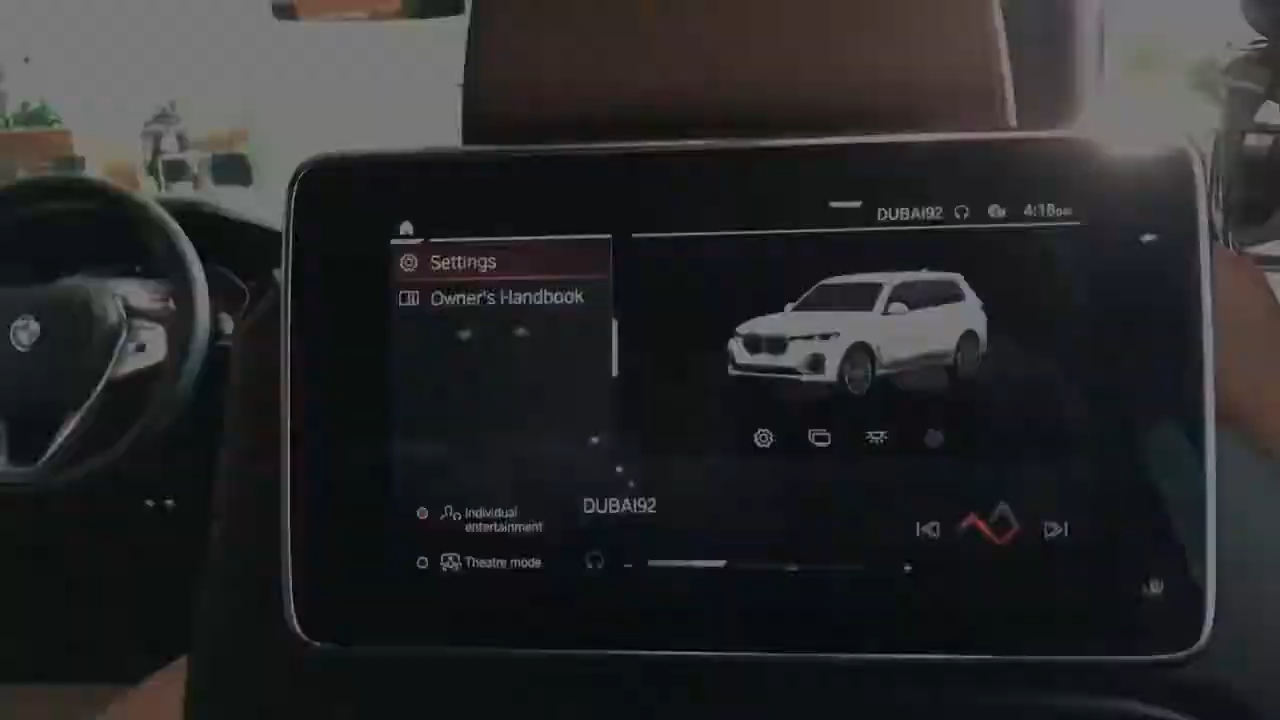 DUBAI92 4:18
Settings
Owner's Handbook
Individual
entertainment
Theatre mode
DUBAI92